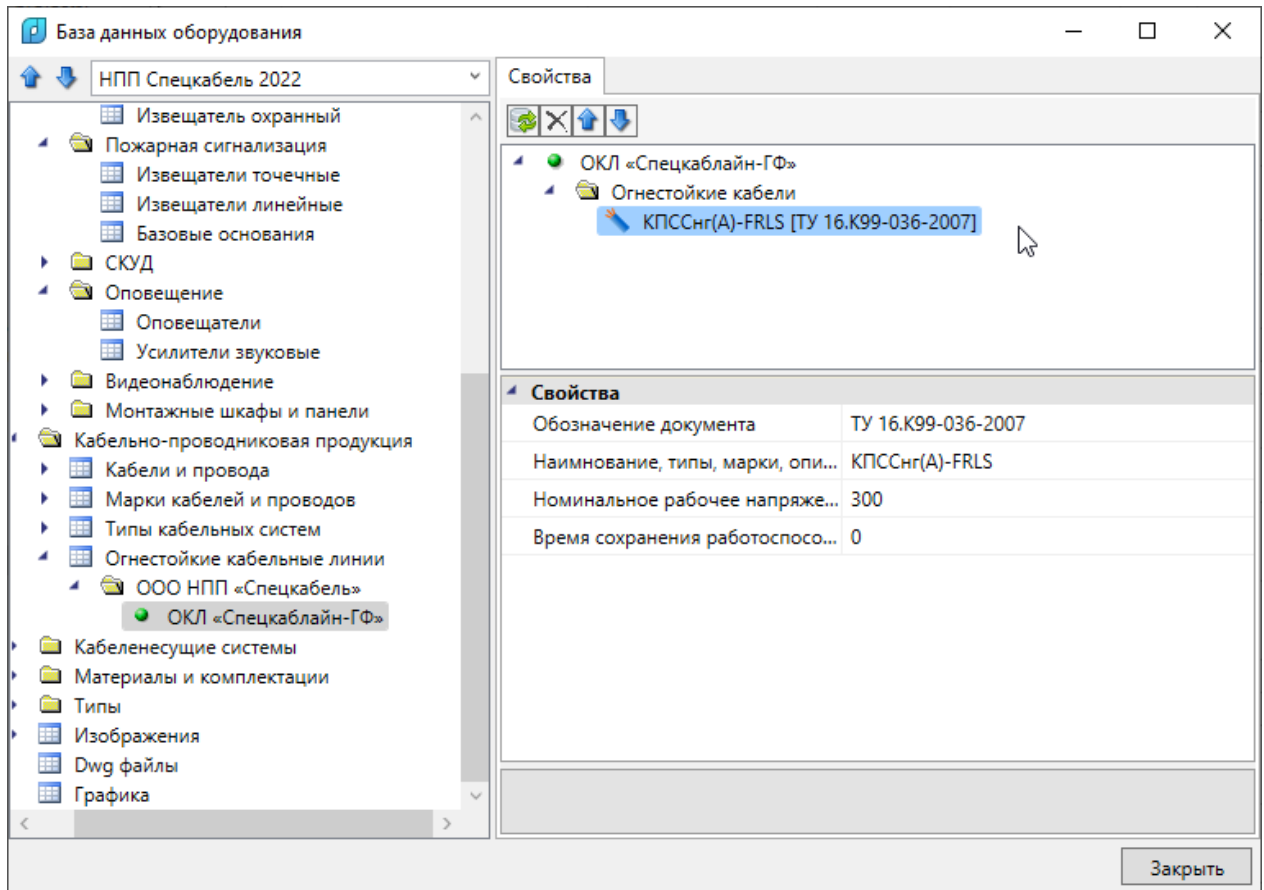 База данных оборудования
НПП Спецкабель 2022
Извещатель охранный
Пожарная сигнализация
Извещатели точечные
Извещатели линейные
Базовые основания
СКУД
Оповещение
Оповещатели
Усилители звуковые
Видеонаблюдение
Монтажные шкафы и панели
Кабельно-проводниковая продукция
Кабели и провода
Марки кабелей и проводов
Типы кабельных систем
Огнестойкие кабельные линии
ООО НПП «Спецкабель»
ОКЛ «Спецкаблайн-ГФ»
Кабеленесущие системы
Материалы и комплектации
Типы
Изображения
Dwg файлы
Графика
Свойства
ОКЛ «Спецкаблайн-ГФ»
Огнестойкие кабели
КПССнг(А)-FRLS [ТУ 16.К99-036-2007]
Свойства
Обозначение документа ТУ 16.К99-036-2007
Наимнование, типы, марки, опи... КПССнг(А)-FRLS
Номинальное рабочее напряже... 300
Время сохранения работоспосо... 0
Закрыть